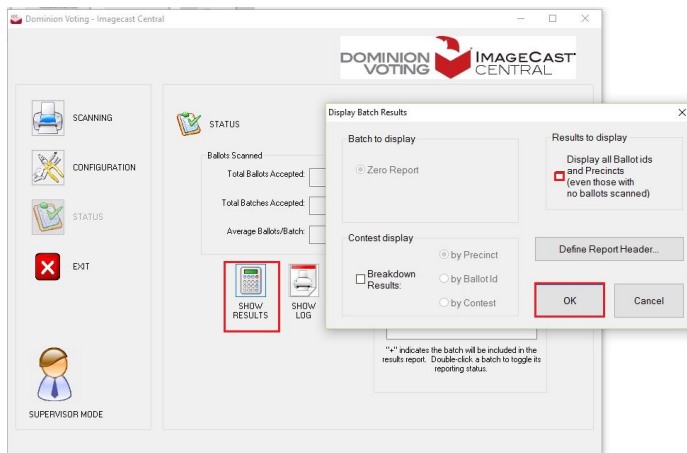 Dominion Voting - Imagecast Central
DOMINION
VOTING
IMAGECAST
CENTRAL
SCANNING
CONFIGURATION
STATUS
EXIT
SUPERVISOR MODE
STATUS
Ballots Scanned
Total Ballots Accepted:
Total Batches Accepted:
Average Ballots/Batch:
SHOW
RESULTS
SHOW
LOG
"+" indicates the batch will be included in the
results report. Double-click a batch to toggle its
reporting status.
Display Batch Results
Batch to display
Zero Report
Results to display
Display all Ballot ids
and Precincts
(even those with
no ballots scanned)
Contest display
Breakdown
Results:
by Precinct
by Ballot Id
by Contest
Define Report Header...
OK
Cancel